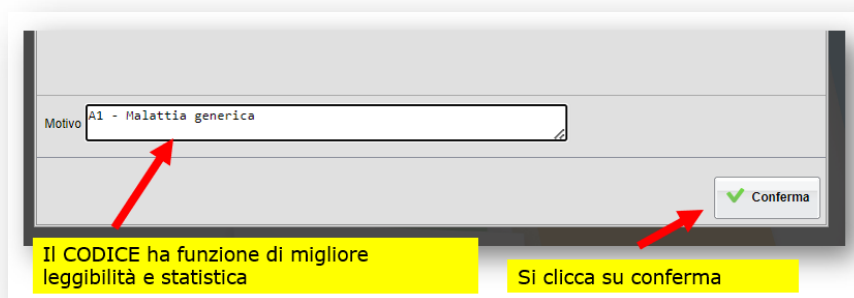 Motivo
A1 - Malattia generica
Conferma
Il CODICE ha funzione di migliore
leggibilità e statistica
Si clicca su conferma